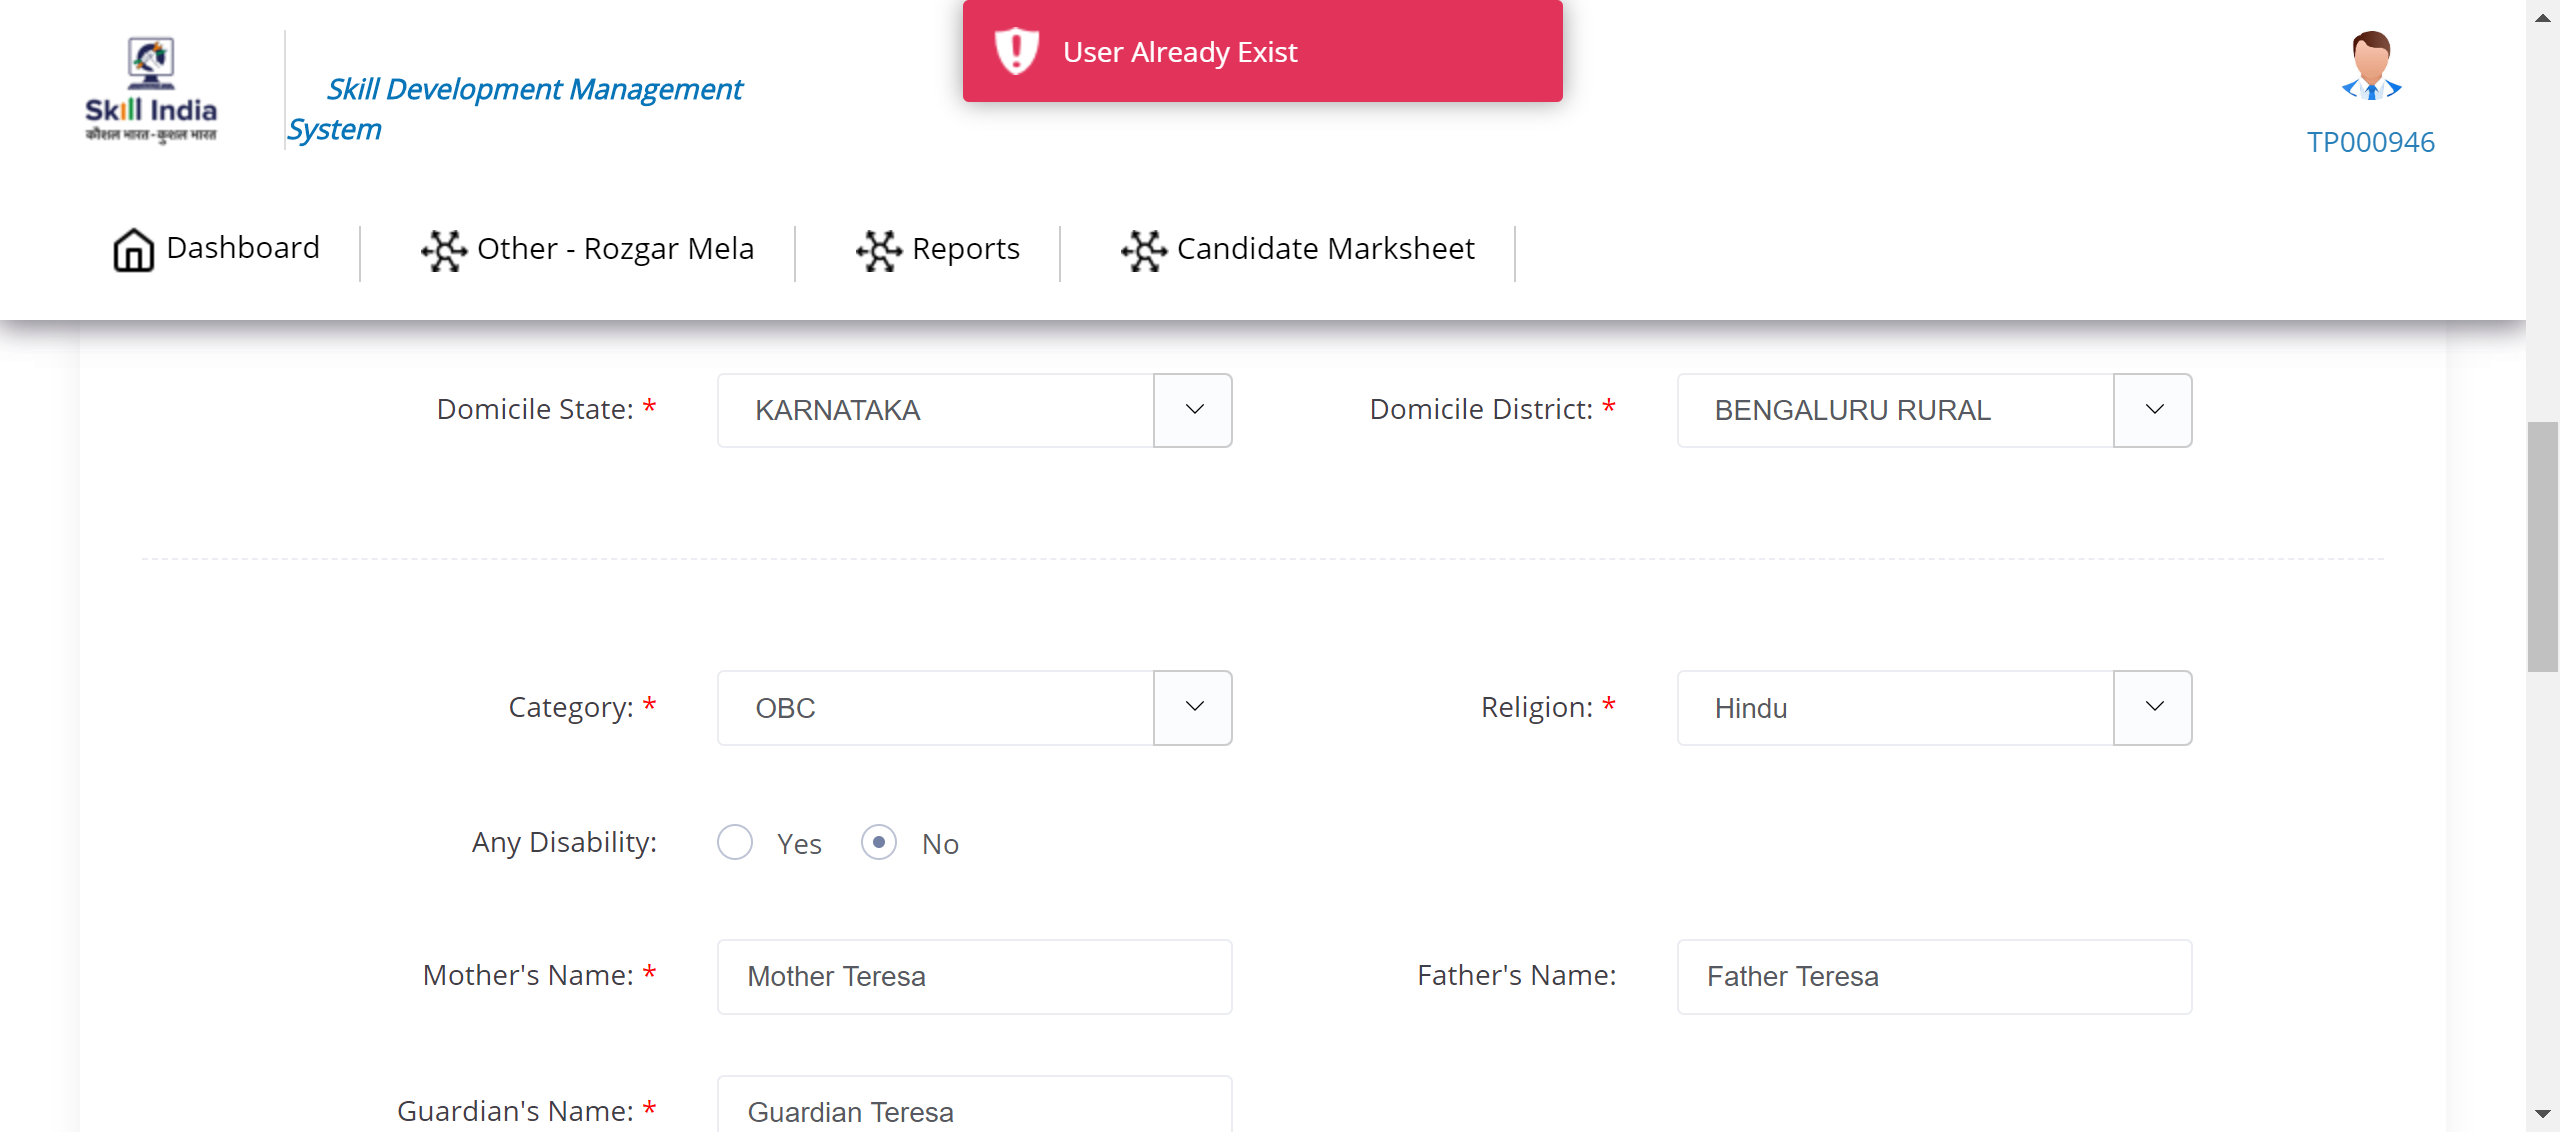 User Already Exist
Skill India
कौशल भारत-कुशल भारत
Skill Development Management
System
TP000946
Dashboard
Other - Rozgar Mela
Reports
Candidate Marksheet
Domicile State: * KARNATAKA Domicile District: * BENGALURU RURAL
Category: * OBC Religion: * Hindu
Any Disability: Yes No
Mother's Name: * Mother Teresa Father's Name: Father Teresa
Guardian's Name: * Guardian Teresa